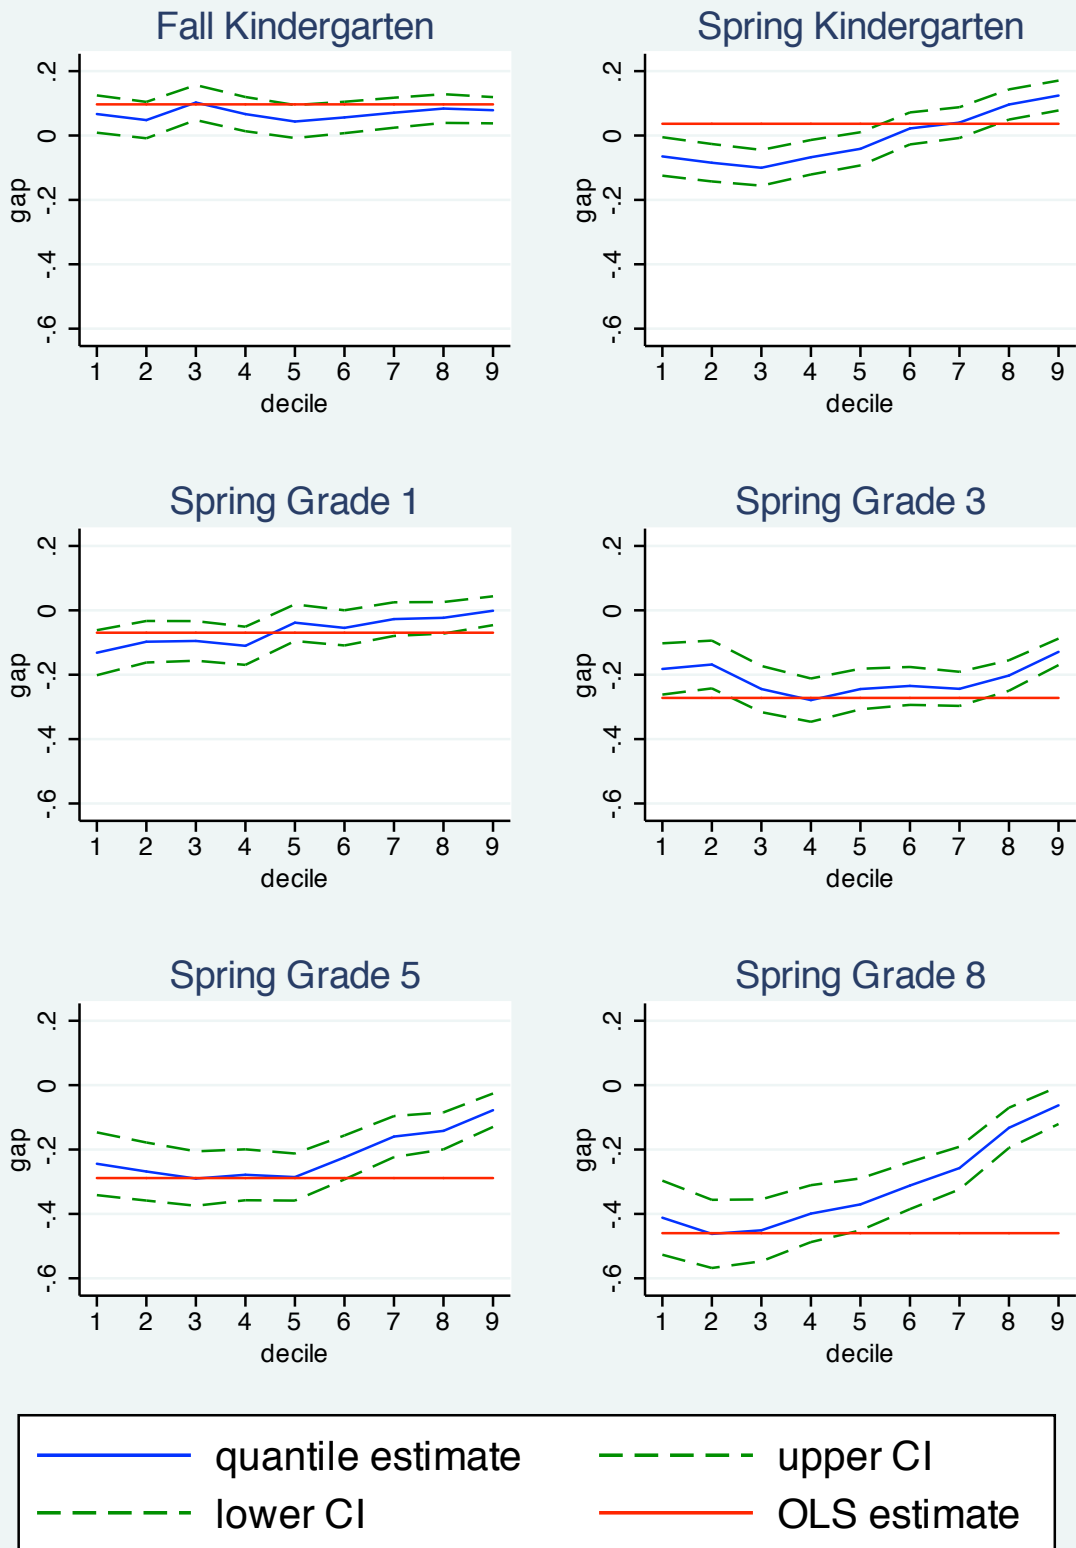 Fall Kindergarten
.2
0
-.2
-.4
-.6
gap
1 2 3 4 5 6 7 8 9
decile
Spring Kindergarten
.2
0
-.2
-.4
-.6
gap
1 2 3 4 5 6 7 8 9
decile
Spring Grade 1
.2
0
-.2
-.4
-.6
gap
1 2 3 4 5 6 7 8 9
decile
Spring Grade 3
.2
0
-.2
-.4
-.6
gap
1 2 3 4 5 6 7 8 9
decile
Spring Grade 5
.2
0
-.2
-.4
-.6
gap
1 2 3 4 5 6 7 8 9
decile
Spring Grade 8
.2
0
-.2
-.4
-.6
gap
1 2 3 4 5 6 7 8 9
decile
quantile estimate
upper CI
lower CI
OLS estimate